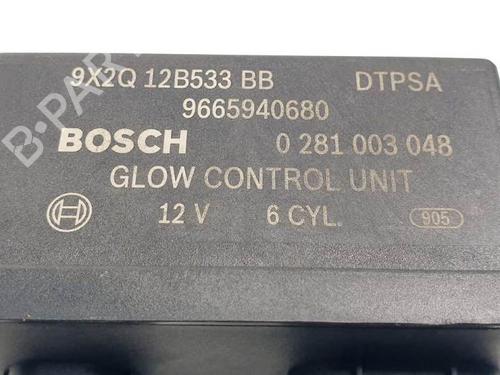 9X2Q 12B533 BB DTPSA
9665940680
BOSCH 0 281 003 048
GLOW CONTROL UNIT
12 V 6 CYL. 905